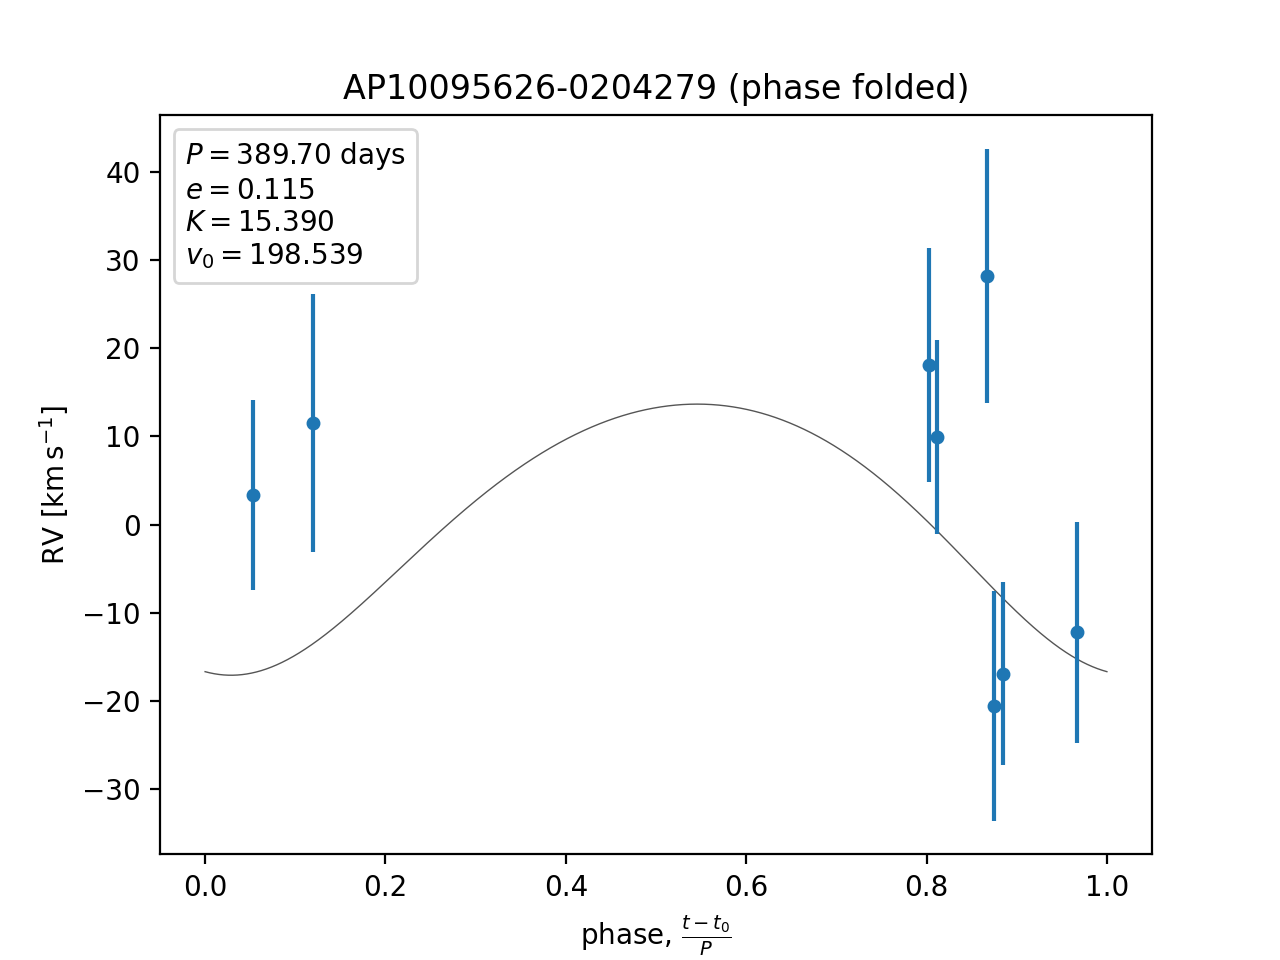 AP10095626-0204279 (phase folded)
P = 389.70 days
e = 0.115
K = 15.390
v₀ = 198.539
40
30
20
10
0
−10
−20
−30
RV [km s⁻¹]
0.0 0.2 0.4 0.6 0.8 1.0
phase, (t − t₀)/P